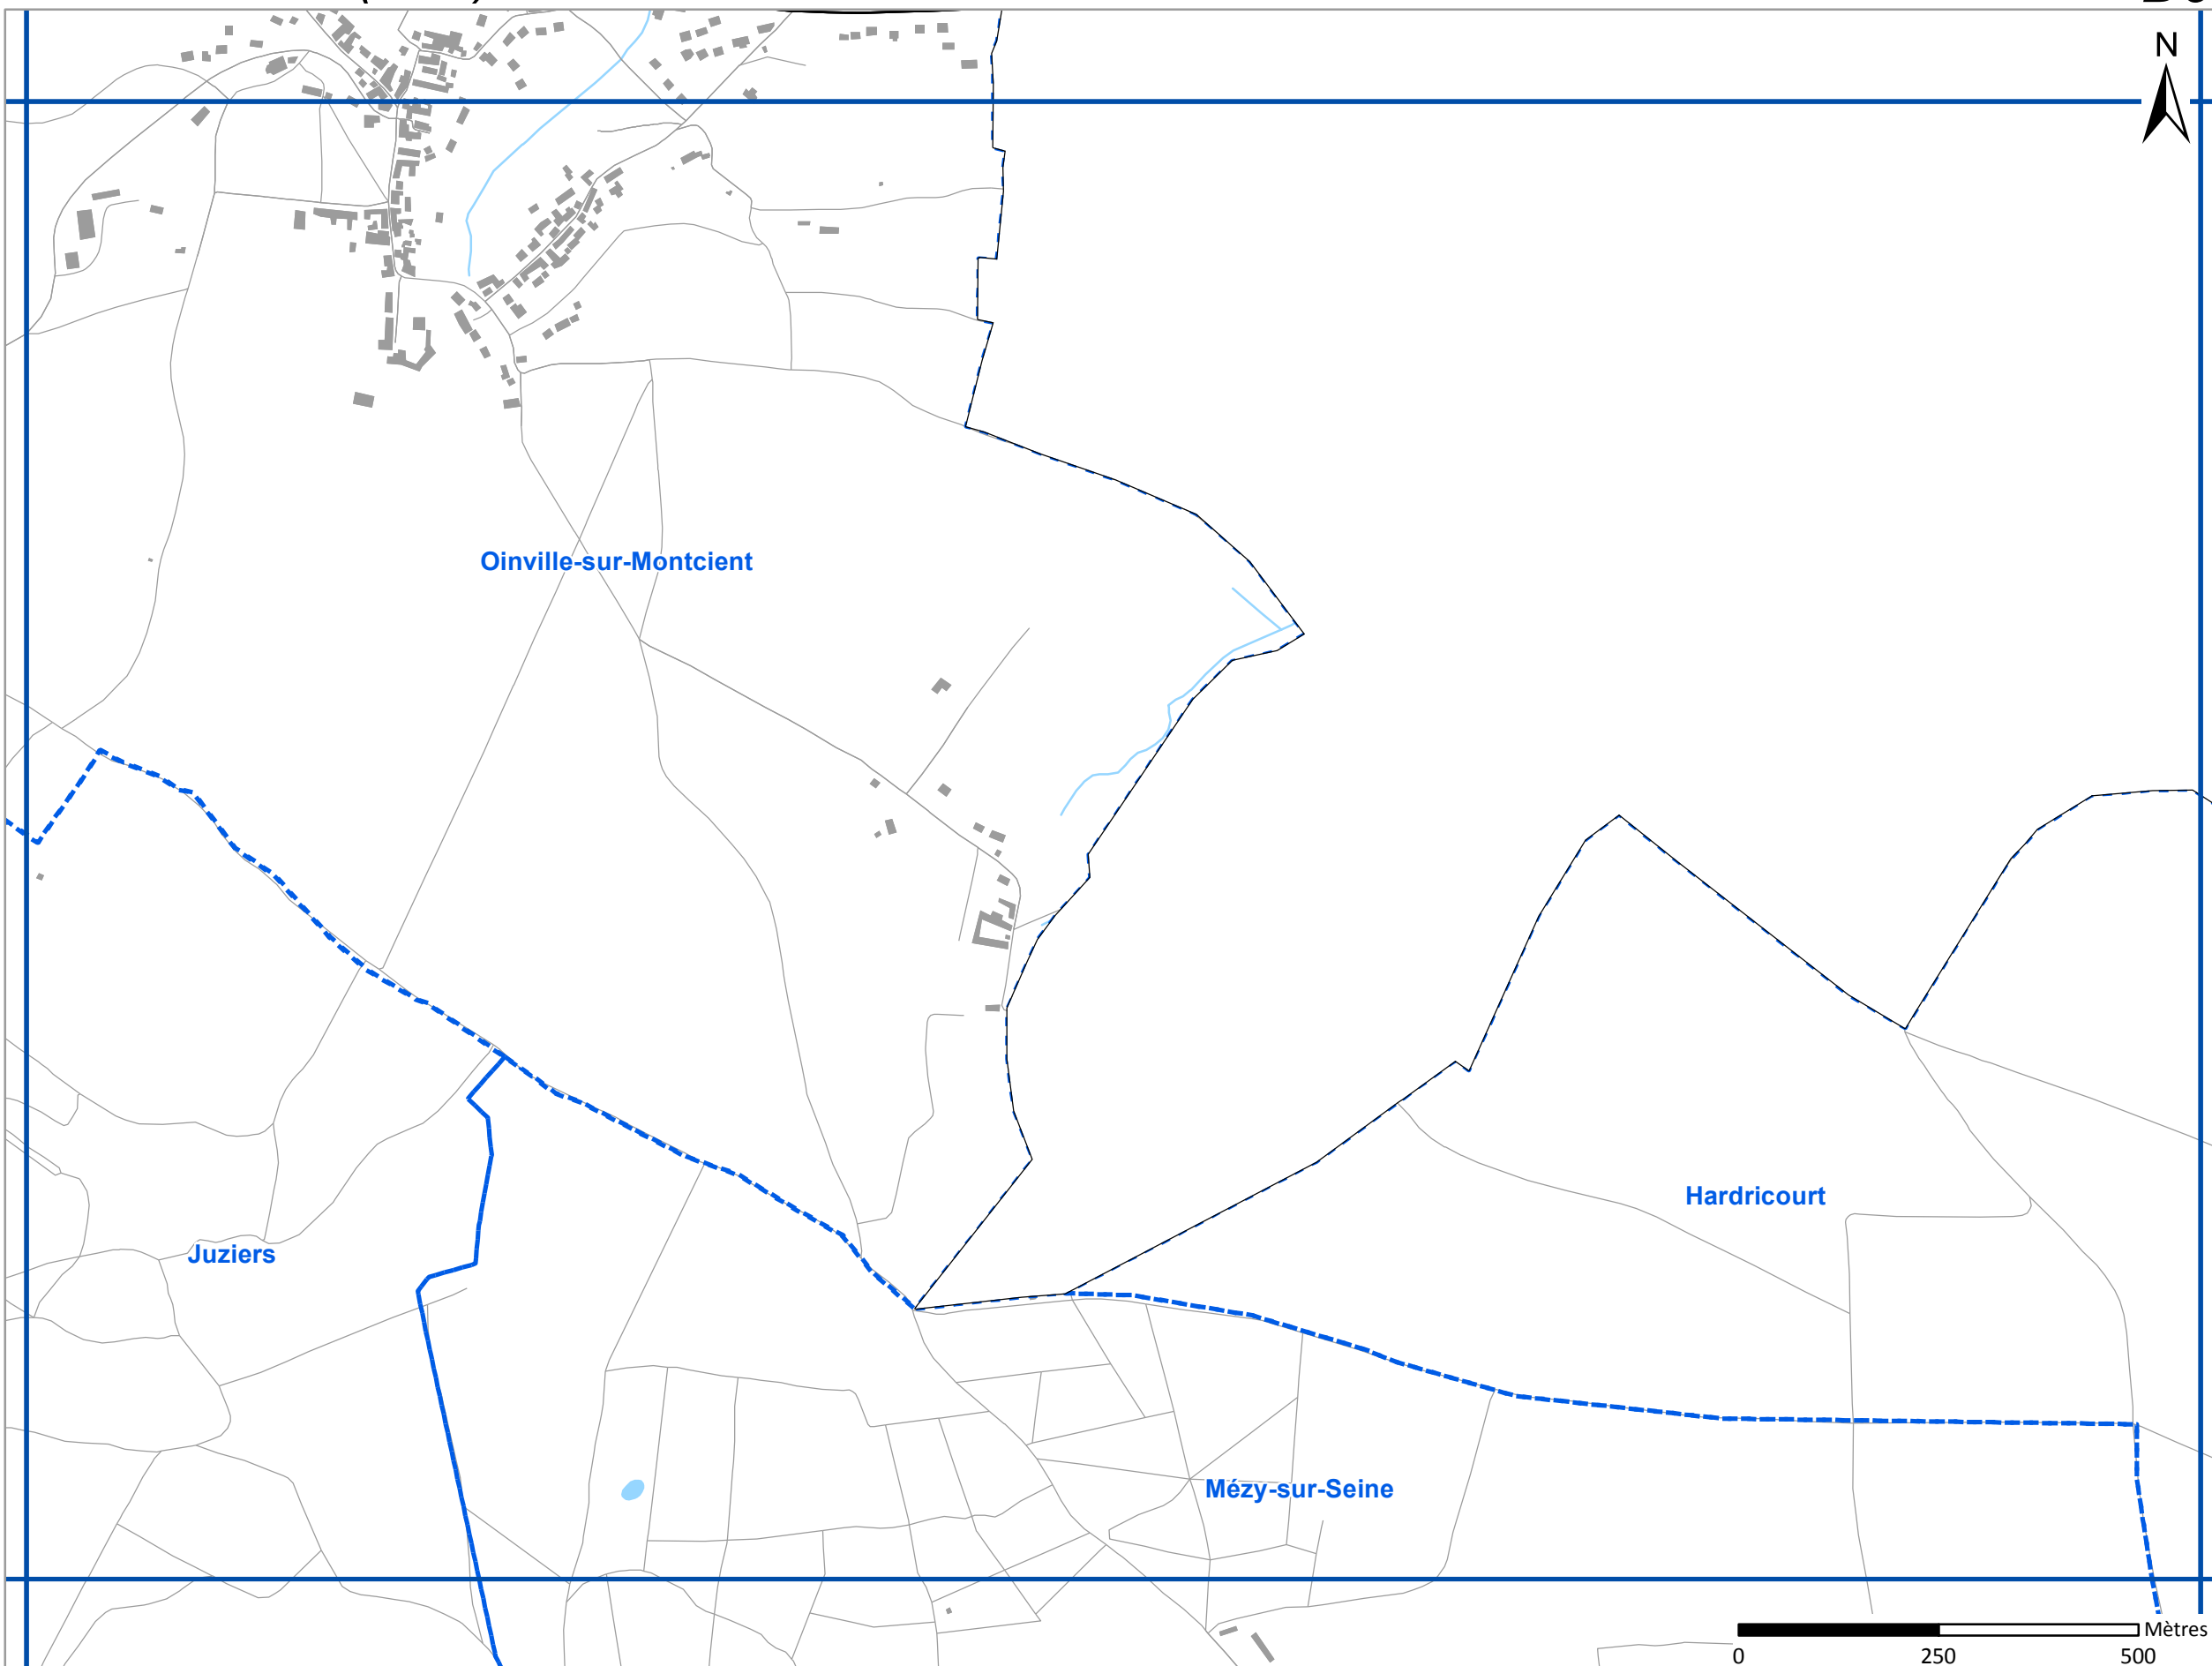 N
Oinville-sur-Montcient
Hardricourt
Juziers
Mézy-sur-Seine
Mètres
0 250 500